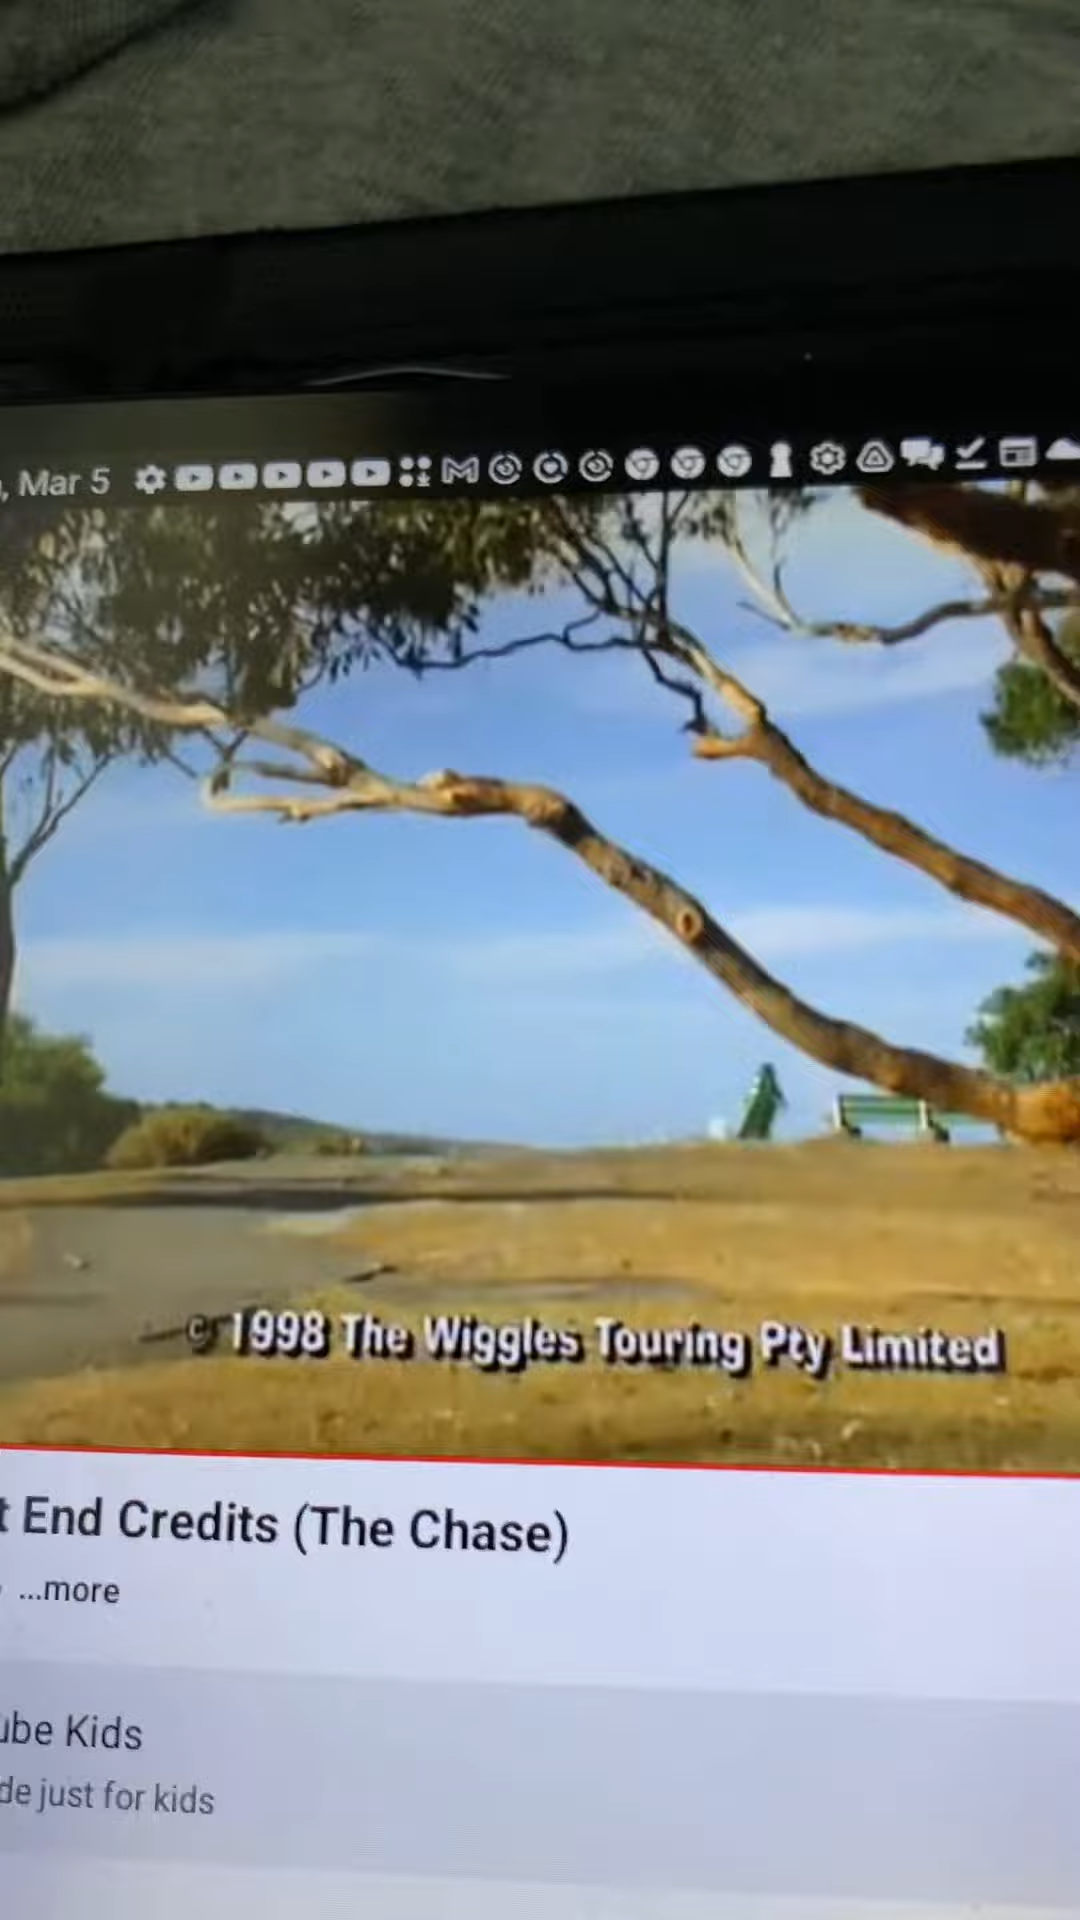 , Mar 5
© 1998 The Wiggles Touring Pty Limited
t End Credits (The Chase)
...more
ube Kids
de just for kids